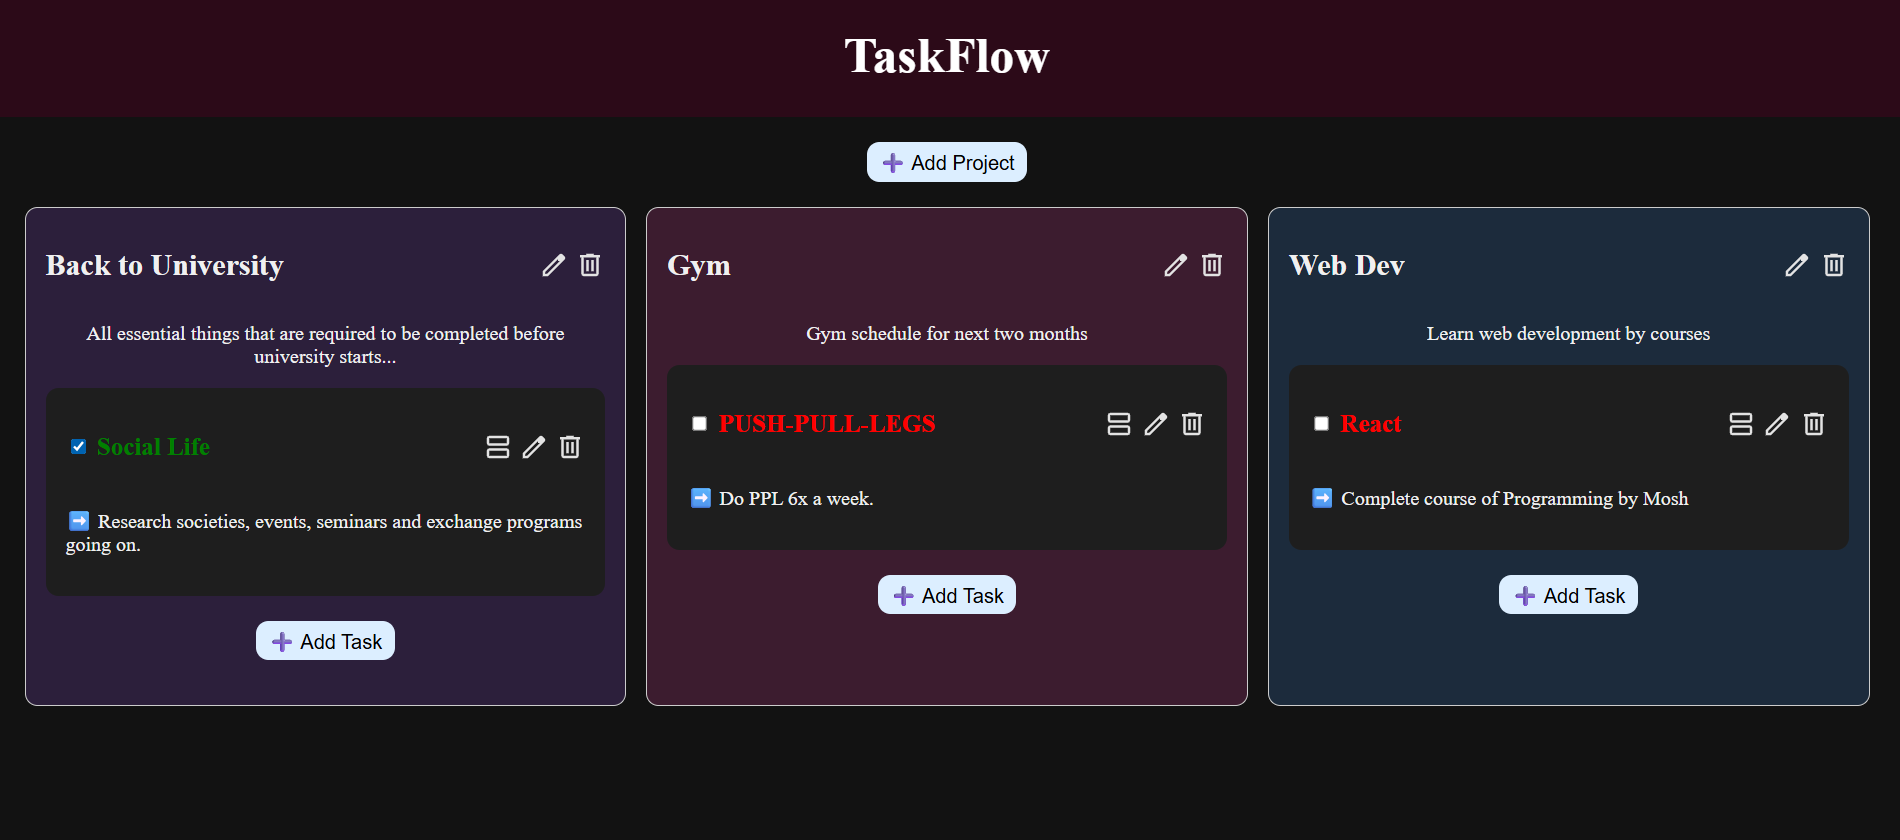 TaskFlow
➕ Add Project
Back to University
All essential things that are required to be completed before
university starts...
Social Life
➡️ Research societies, events, seminars and exchange programs
going on.
➕ Add Task
Gym
Gym schedule for next two months
PUSH-PULL-LEGS
➡️ Do PPL 6x a week.
➕ Add Task
Web Dev
Learn web development by courses
React
➡️ Complete course of Programming by Mosh
➕ Add Task